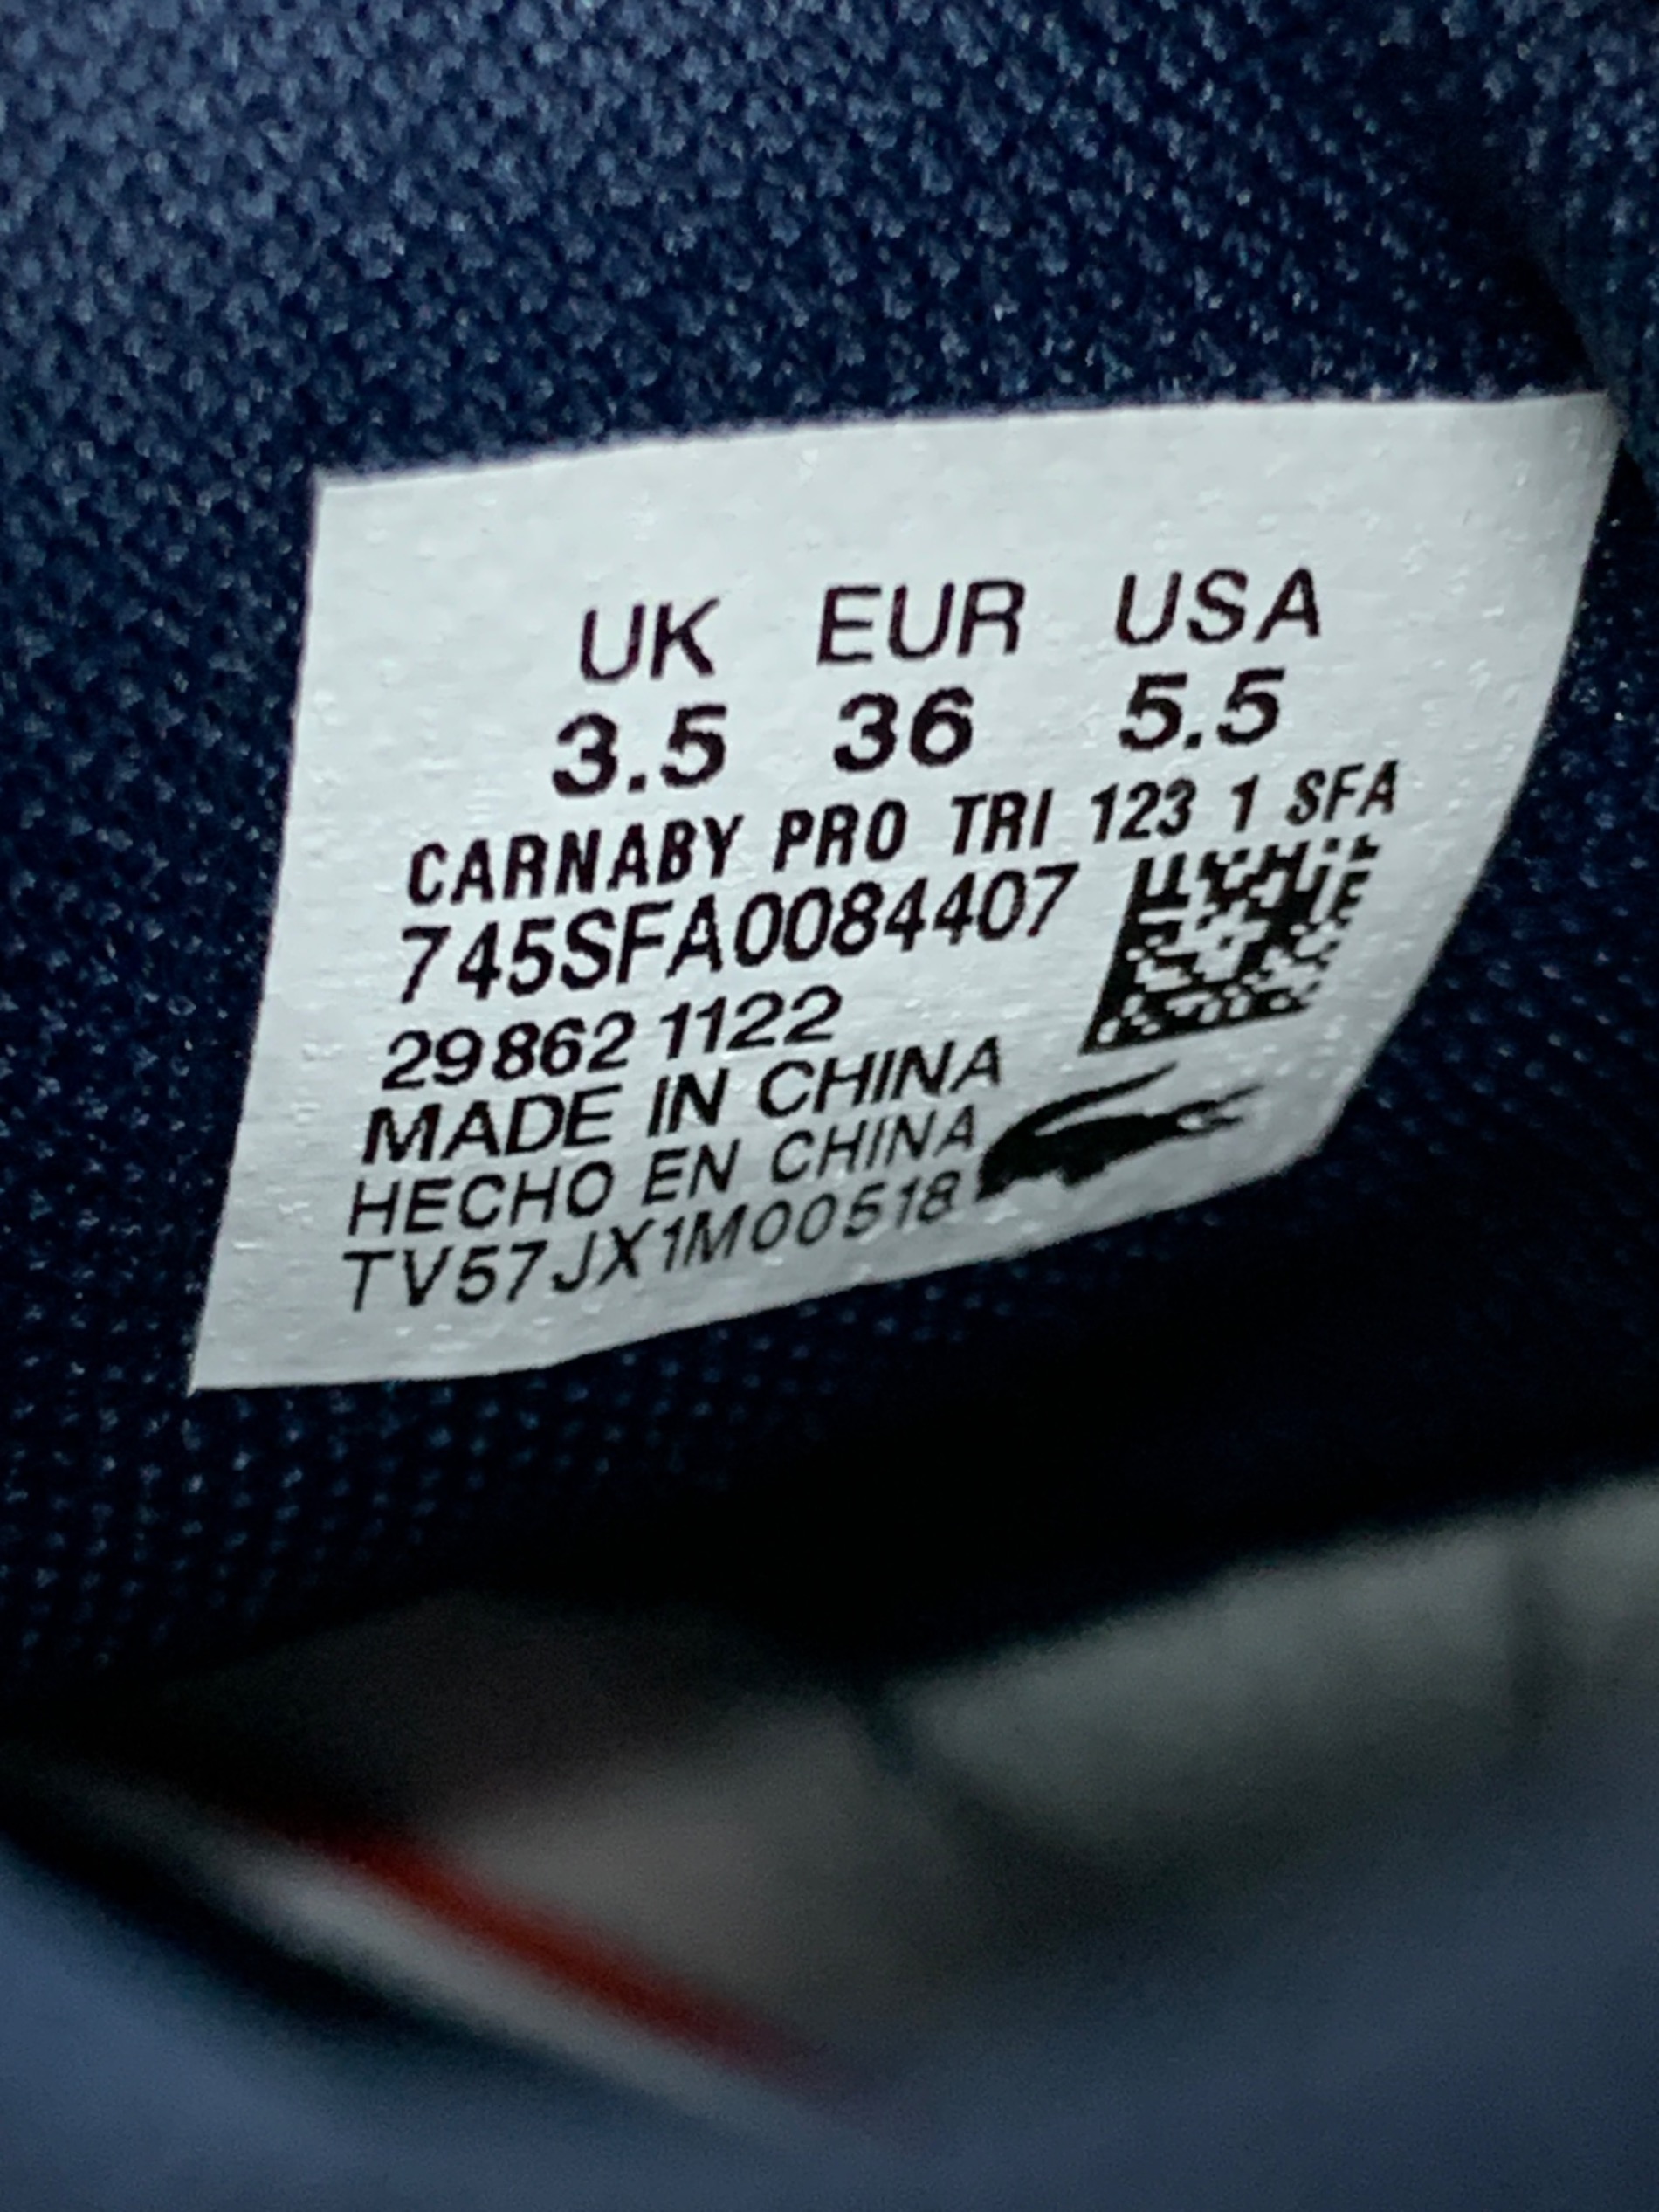 UK EUR USA
3.5 36 5.5
CARNABY PRO TRI 123 1 SFA
745SFA0084407
29862 1122
MADE IN CHINA
HECHO EN CHINA
TV57JX1M00518